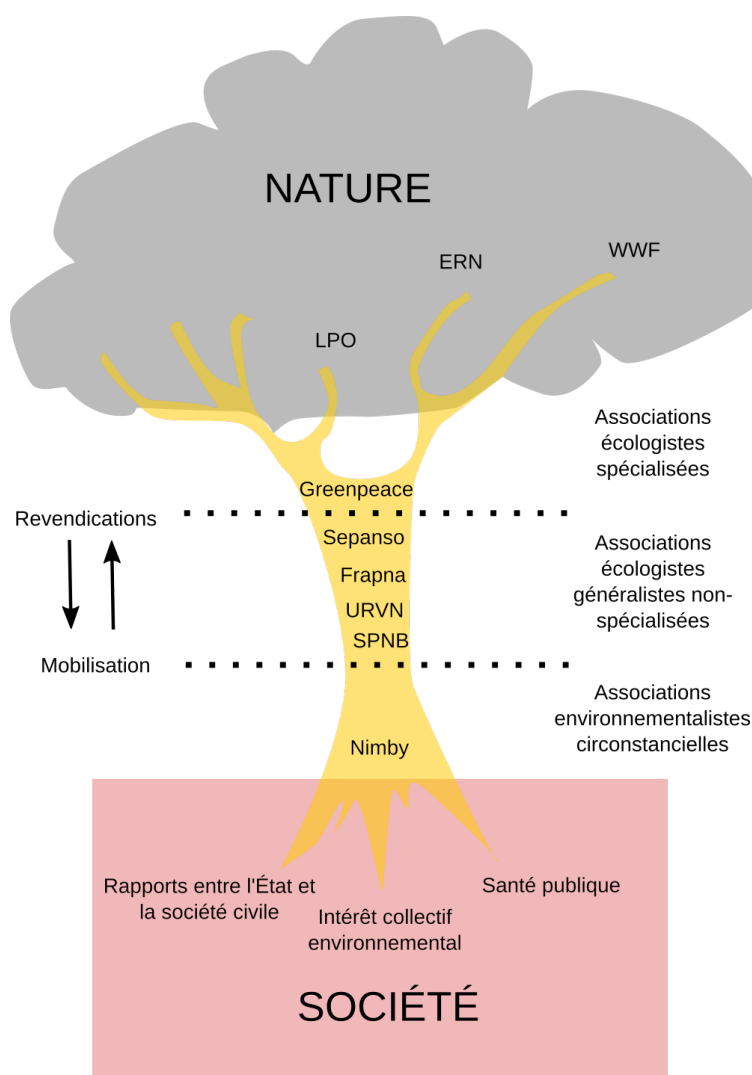 NATURE
WWF
ERN
LPO
Associations
écologistes
spécialisées
Greenpeace
Revendications
Sepanso
Associations
écologistes
généralistes non-
spécialisées
Frapna
URVN
SPNB
Mobilisation
Associations
environnementalistes
circonstancielles
Nimby
Rapports entre l'État et
la société civile
Intérêt collectif
environnemental
Santé publique
SOCIÉTÉ